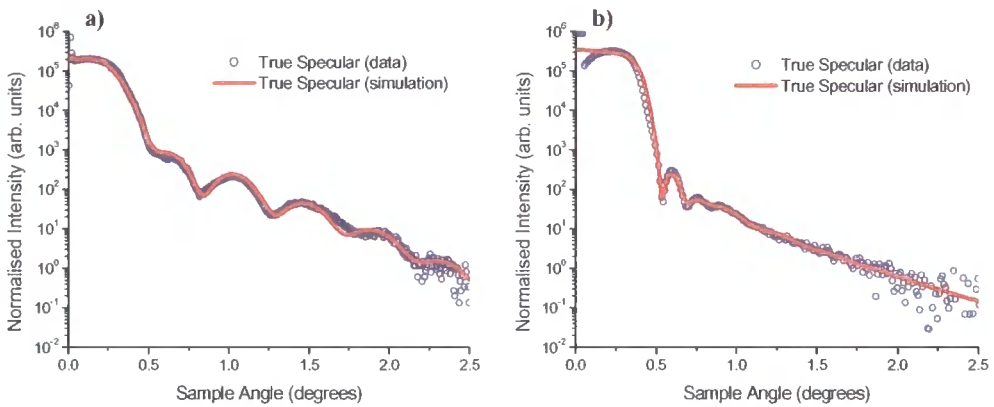 a)
10^6
10^5
10^4
10^3
10^2
10^1
10^0
10^-1
10^-2
Normalised Intensity (arb. units)
True Specular (data)
True Specular (simulation)
0.0 0.5 1.0 1.5 2.0 2.5
Sample Angle (degrees)
b)
10^6
10^5
10^4
10^3
10^2
10^1
10^0
10^-1
10^-2
Normalised Intensity (arb. units)
True Specular (data)
True Specular (simulation)
0.0 0.5 1.0 1.5 2.0 2.5
Sample Angle (degrees)